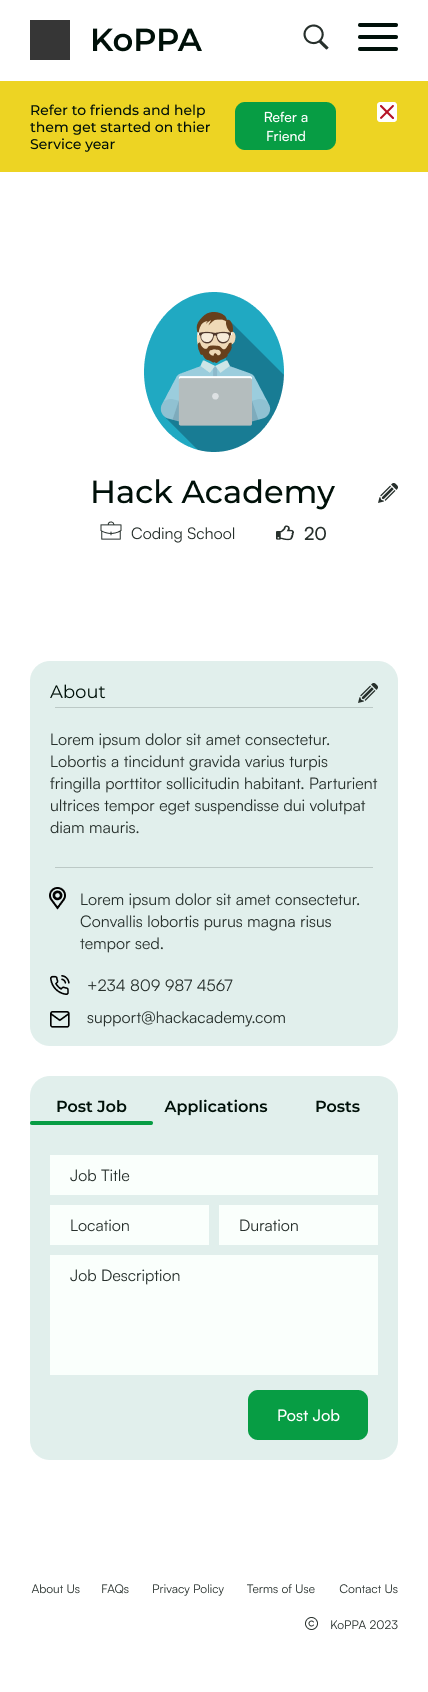 KoPPA
Refer to friends and help
them get started on thier
Service year
Refer a
Friend
Hack Academy
Coding School
20
About
Lorem ipsum dolor sit amet consectetur.
Lobortis a tincidunt gravida varius turpis
fringilla porttitor sollicitudin habitant. Parturient
ultrices tempor eget suspendisse dui volutpat
diam mauris.
Lorem ipsum dolor sit amet consectetur.
Convallis lobortis purus magna risus
tempor sed.
+234 809 987 4567
support@hackacademy.com
Post Job Applications Posts
Job Title
Location Duration
Job Description
Post Job
About Us FAQs Privacy Policy Terms of Use Contact Us
© KoPPA 2023